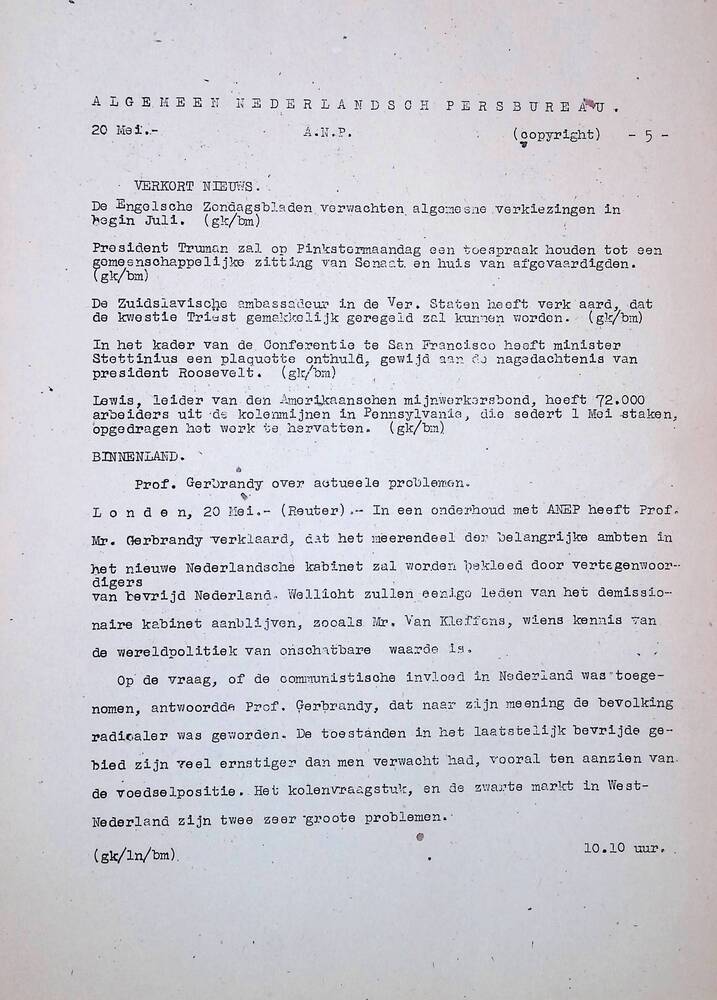 ALGEMEEN NEDERLANDSCH PERSBUREAU.
20 Mei.- A.N.P. (copyright) - 5 -
VERKORT NIEUWS.
De Engelsche Zondagsbladen verwachten algemeene verkiezingen in
begin Juli. (gk/bm)
President Truman zal op Pinkstermaandag een toespraak houden tot een
gemeenschappelijke zitting van Senaat en huis van afgevaardigden.
(gk/bm)
De Zuidslavische ambassadeur in de Ver. Staten heeft verk aard, dat
de kwestie Triest gemakkelijk geregeld zal kunnen worden. (gk/bm)
In het kader van de Conferentie te San Francisco heeft minister
Stettinius een plaquette onthuld, gewijd aan de nagedachtenis van
president Roosevelt. (gk/bm)
Lewis, leider van den Amerikaanschen mijnwerkersbond, heeft 72.000
arbeiders uit de kolenmijnen in Pennsylvania, die sedert 1 Mei staken,
opgedragen het werk te hervatten. (gk/bm)
BINNENLAND.
Prof. Gerbrandy over actueele problemen.
Londen, 20 Mei.- (Reuter).- In een onderhoud met ANEP heeft Prof.
Mr. Gerbrandy verklaard, dat het meerendeel der belangrijke ambten in
het nieuwe Nederlandsche kabinet zal worden bekleed door vertegenwoor-
digers
van bevrijd Nederland. Wellicht zullen eenige leden van het demissio-
naire kabinet aanblijven, zooals Mr. Van Kleffens, wiens kennis van
de wereldpolitiek van onschatbare waarde is.
Op de vraag, of de communistische invloed in Nederland was toege-
nomen, antwoordde Prof. Gerbrandy, dat naar zijn meening de bevolking
radicaler was geworden. De toestanden in het laatstelijk bevrijde ge-
bied zijn veel ernstiger dan men verwacht had, vooral ten aanzien van
de voedselpositie. Het kolenvraagstuk, en de zwarte markt in West-
Nederland zijn twee zeer groote problemen.
(gk/ln/bm) 10.10 uur.